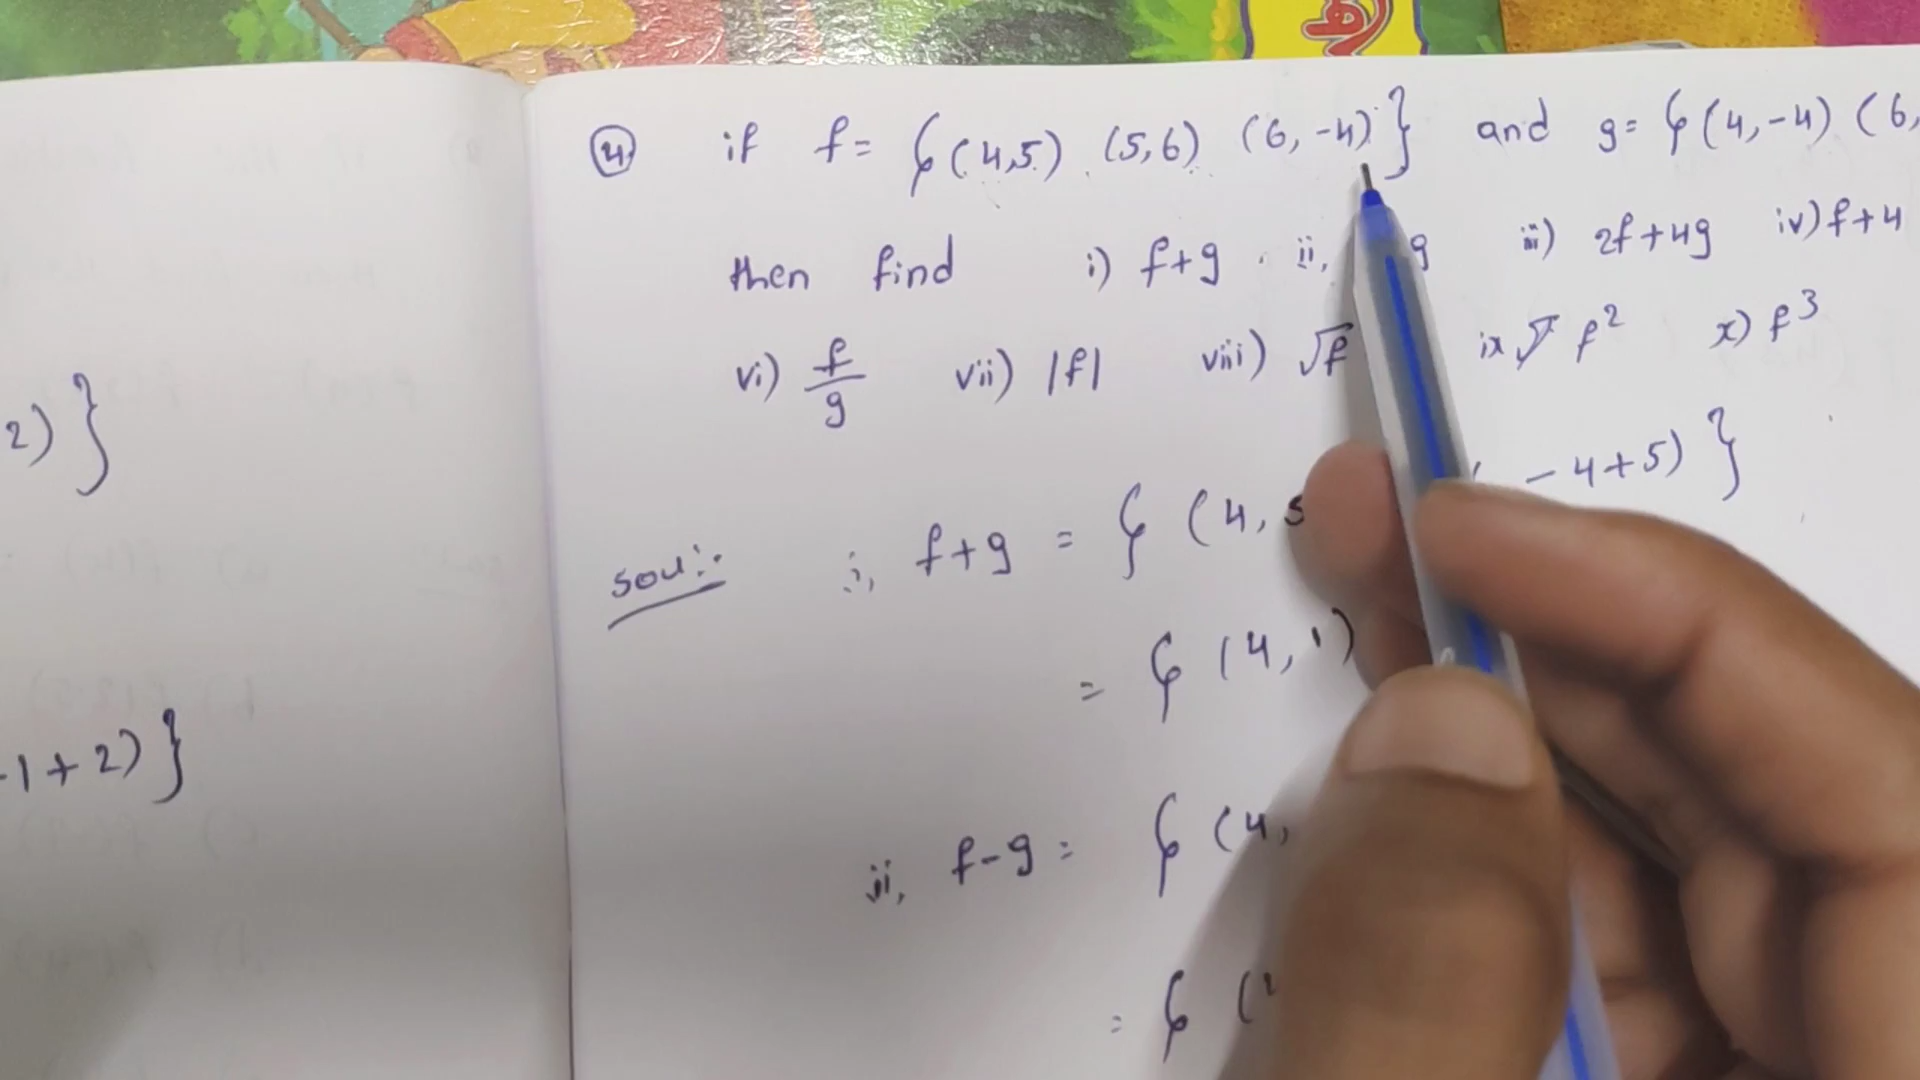 2) }
-1+2) }
④ if f = { (4,5) (5,6) (6,-4) } and g = { (4,-4) (6,
then find i) f+g ii, g iii) 2f+4g iv) f+4
vi) f/g vii) |f| viii) √f ix) f² x) f³
Sol:- i, f+g = { (4, 5 - 4+5) }
= { (4, 1)
ii, f-g = { (4,
= { (